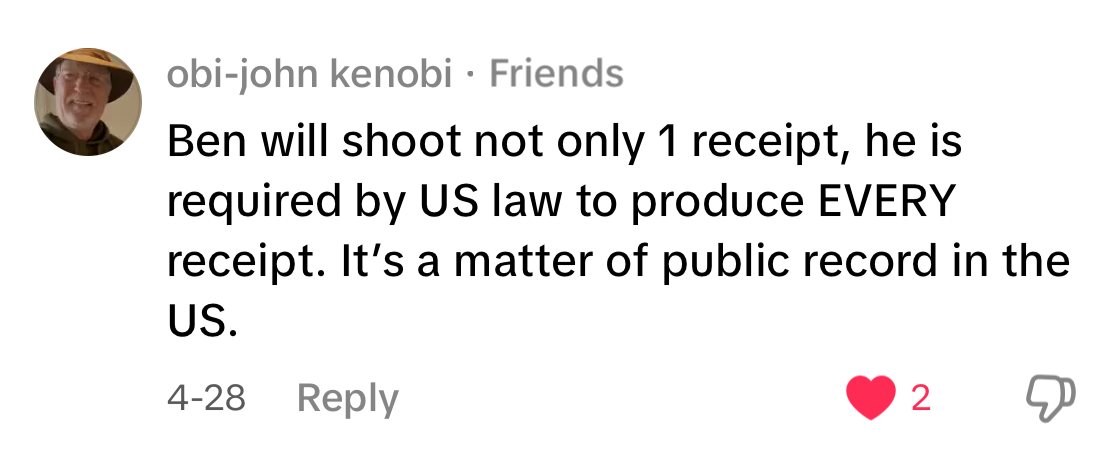 obi-john kenobi · Friends
Ben will shoot not only 1 receipt, he is
required by US law to produce EVERY
receipt. It’s a matter of public record in the
US.
4-28 Reply 2